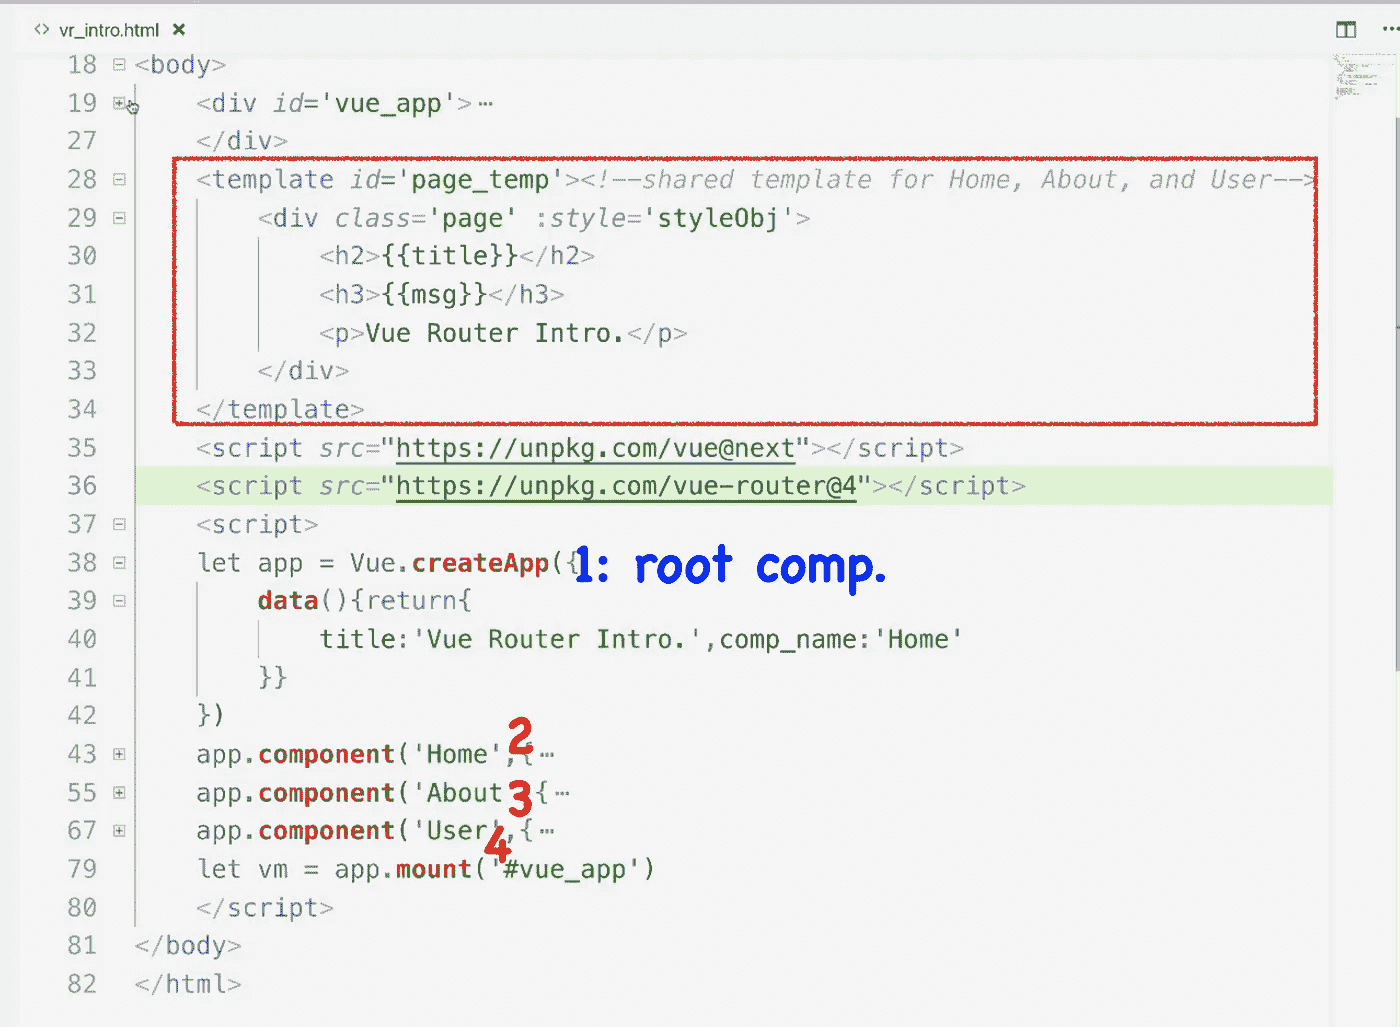 vr_intro.html
18 <body>
19 <div id='vue_app'>…
27 </div>
28 <template id='page_temp'><!--shared template for Home, About, and User-->
29 <div class='page' :style='styleObj'>
30 <h2>{{title}}</h2>
31 <h3>{{msg}}</h3>
32 <p>Vue Router Intro.</p>
33 </div>
34 </template>
35 <script src="https://unpkg.com/vue@next"></script>
36 <script src="https://unpkg.com/vue-router@4"></script>
37 <script>
38 let app = Vue.createApp({ 1: root comp.
39 data(){return{
40 title:'Vue Router Intro.',comp_name:'Home'
41 }}
42 })
43 app.component('Home',{… 2
55 app.component('About {… 3
67 app.component('User',{… 4
79 let vm = app.mount('#vue_app')
80 </script>
81 </body>
82 </html>